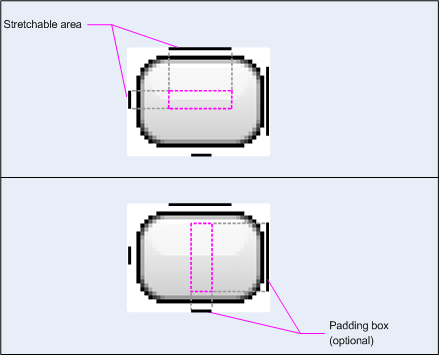 Stretchable area
Padding box
(optional)